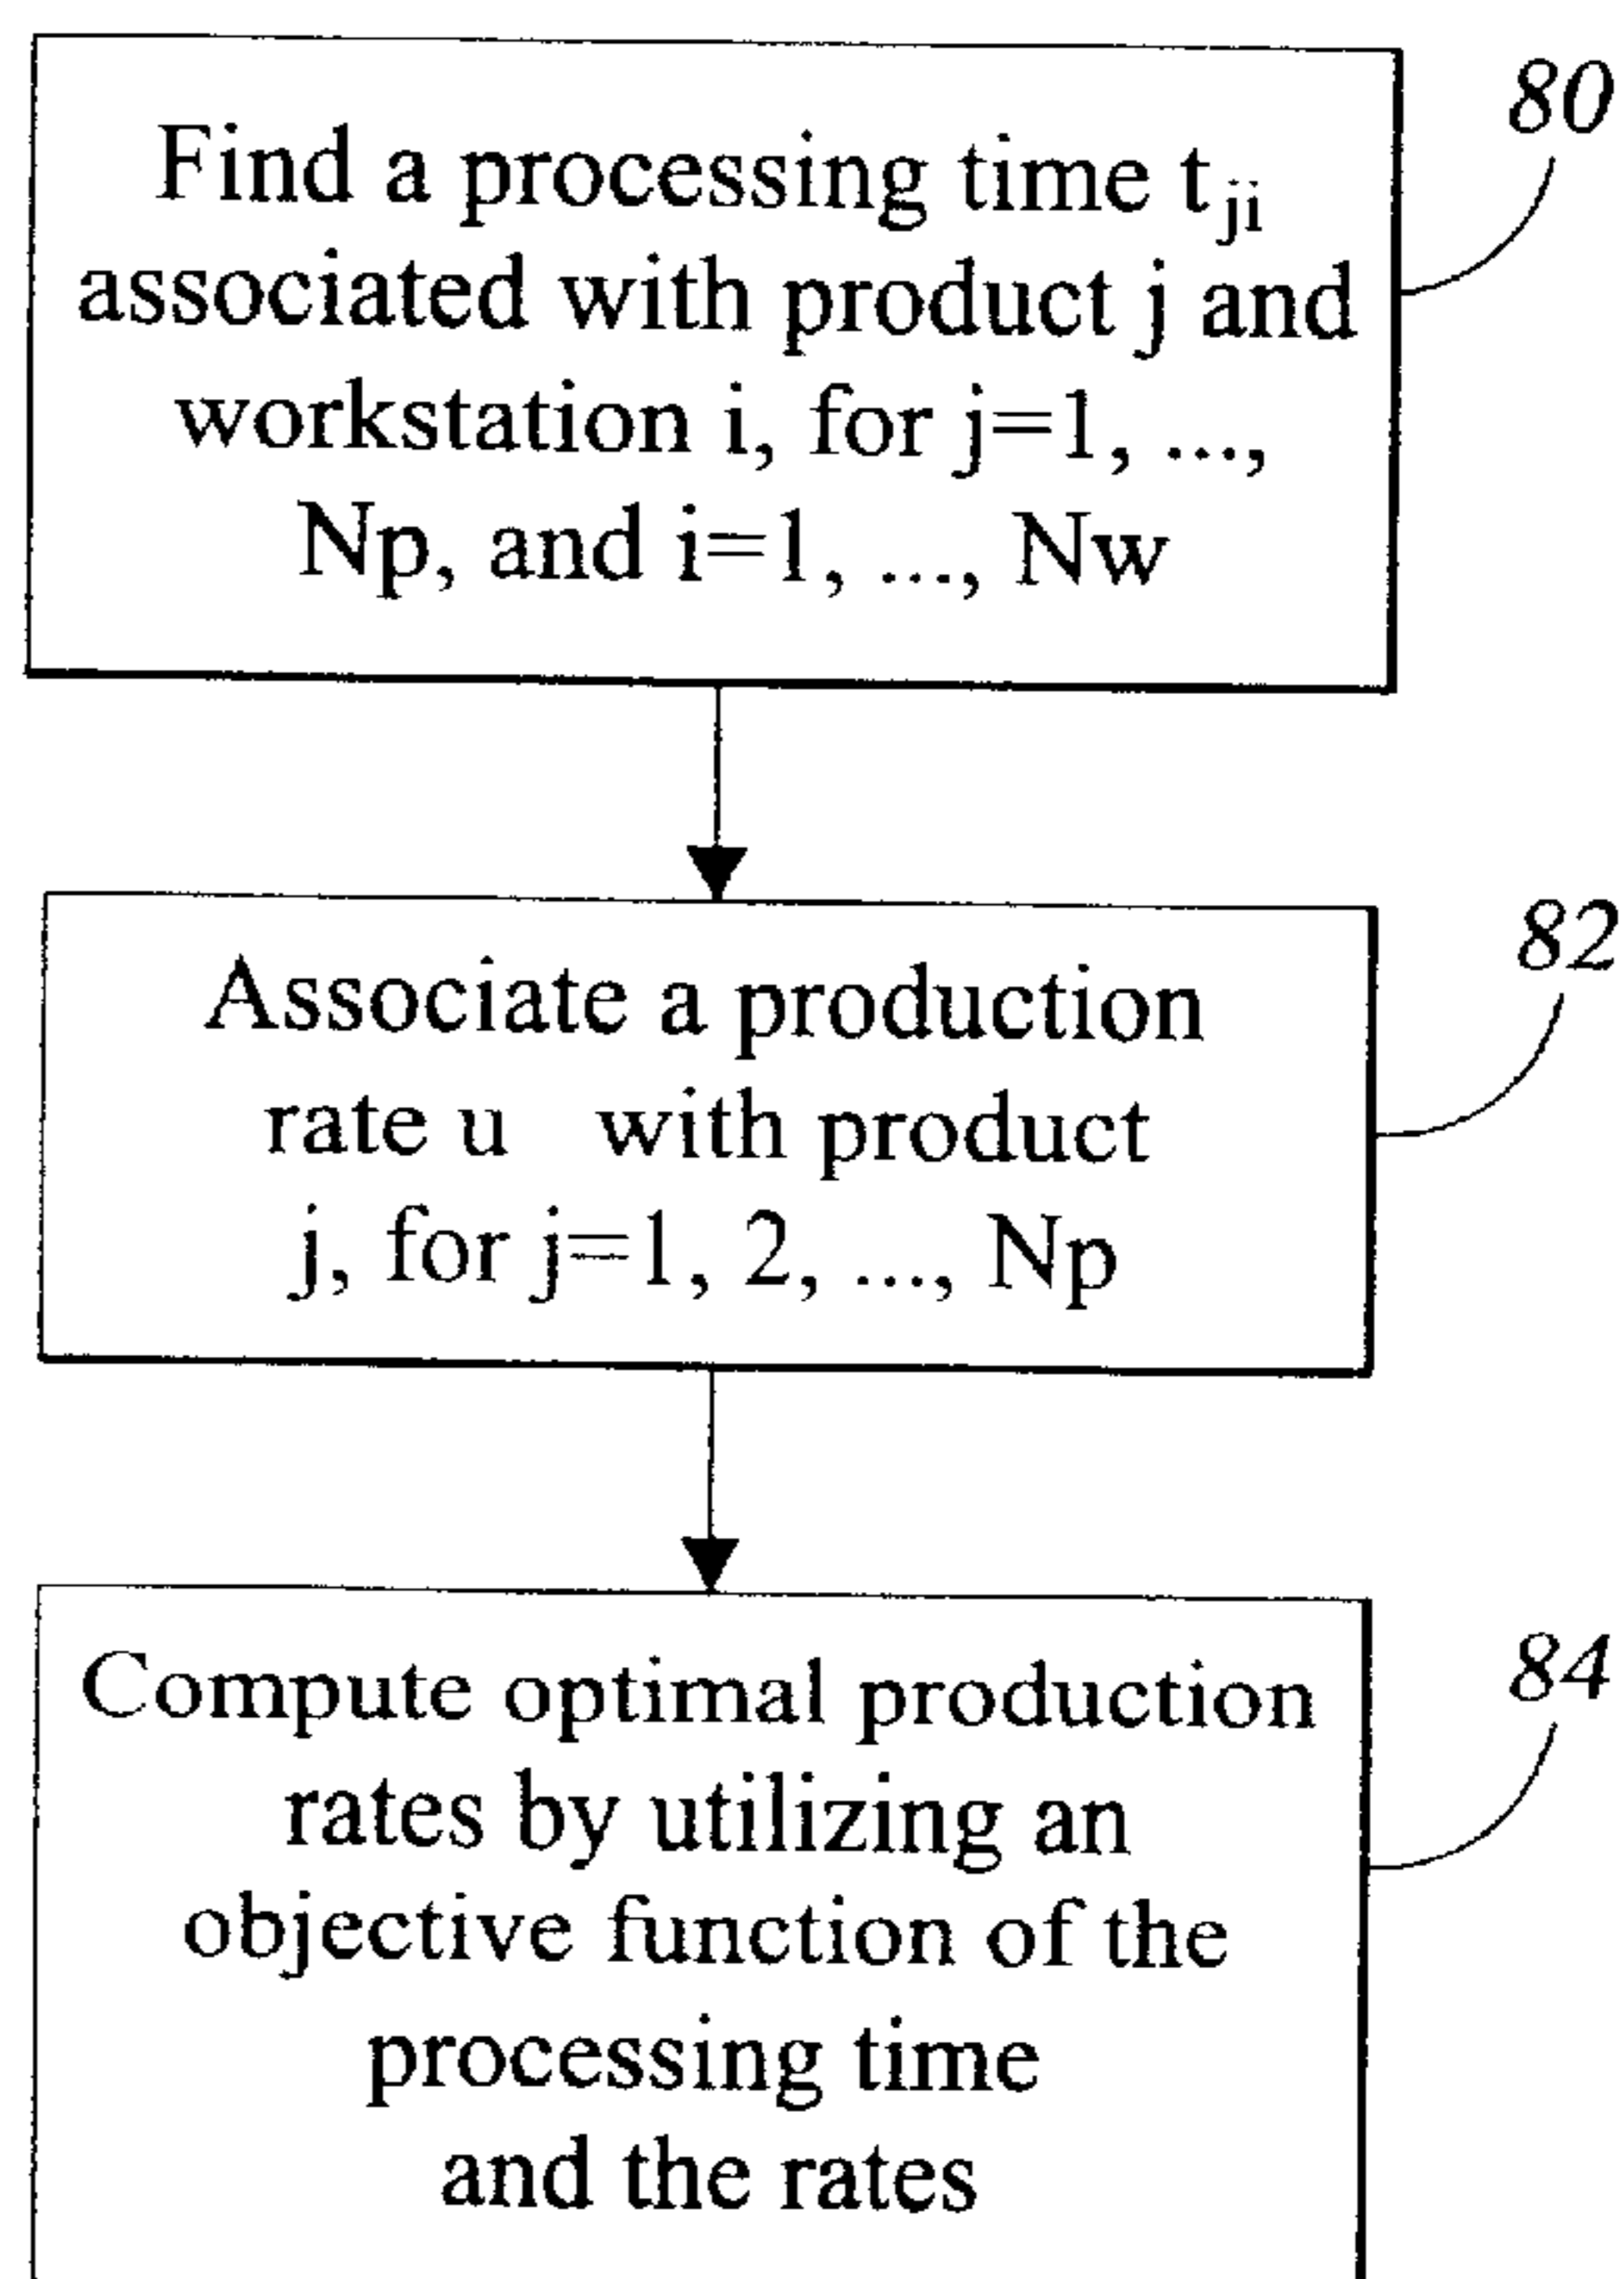 80
Find a processing time t_ji
associated with product j and
workstation i, for j=1, ...,
Np, and i=1, ..., Nw
82
Associate a production
rate u with product
j, for j=1, 2, ..., Np
84
Compute optimal production
rates by utilizing an
objective function of the
processing time
and the rates